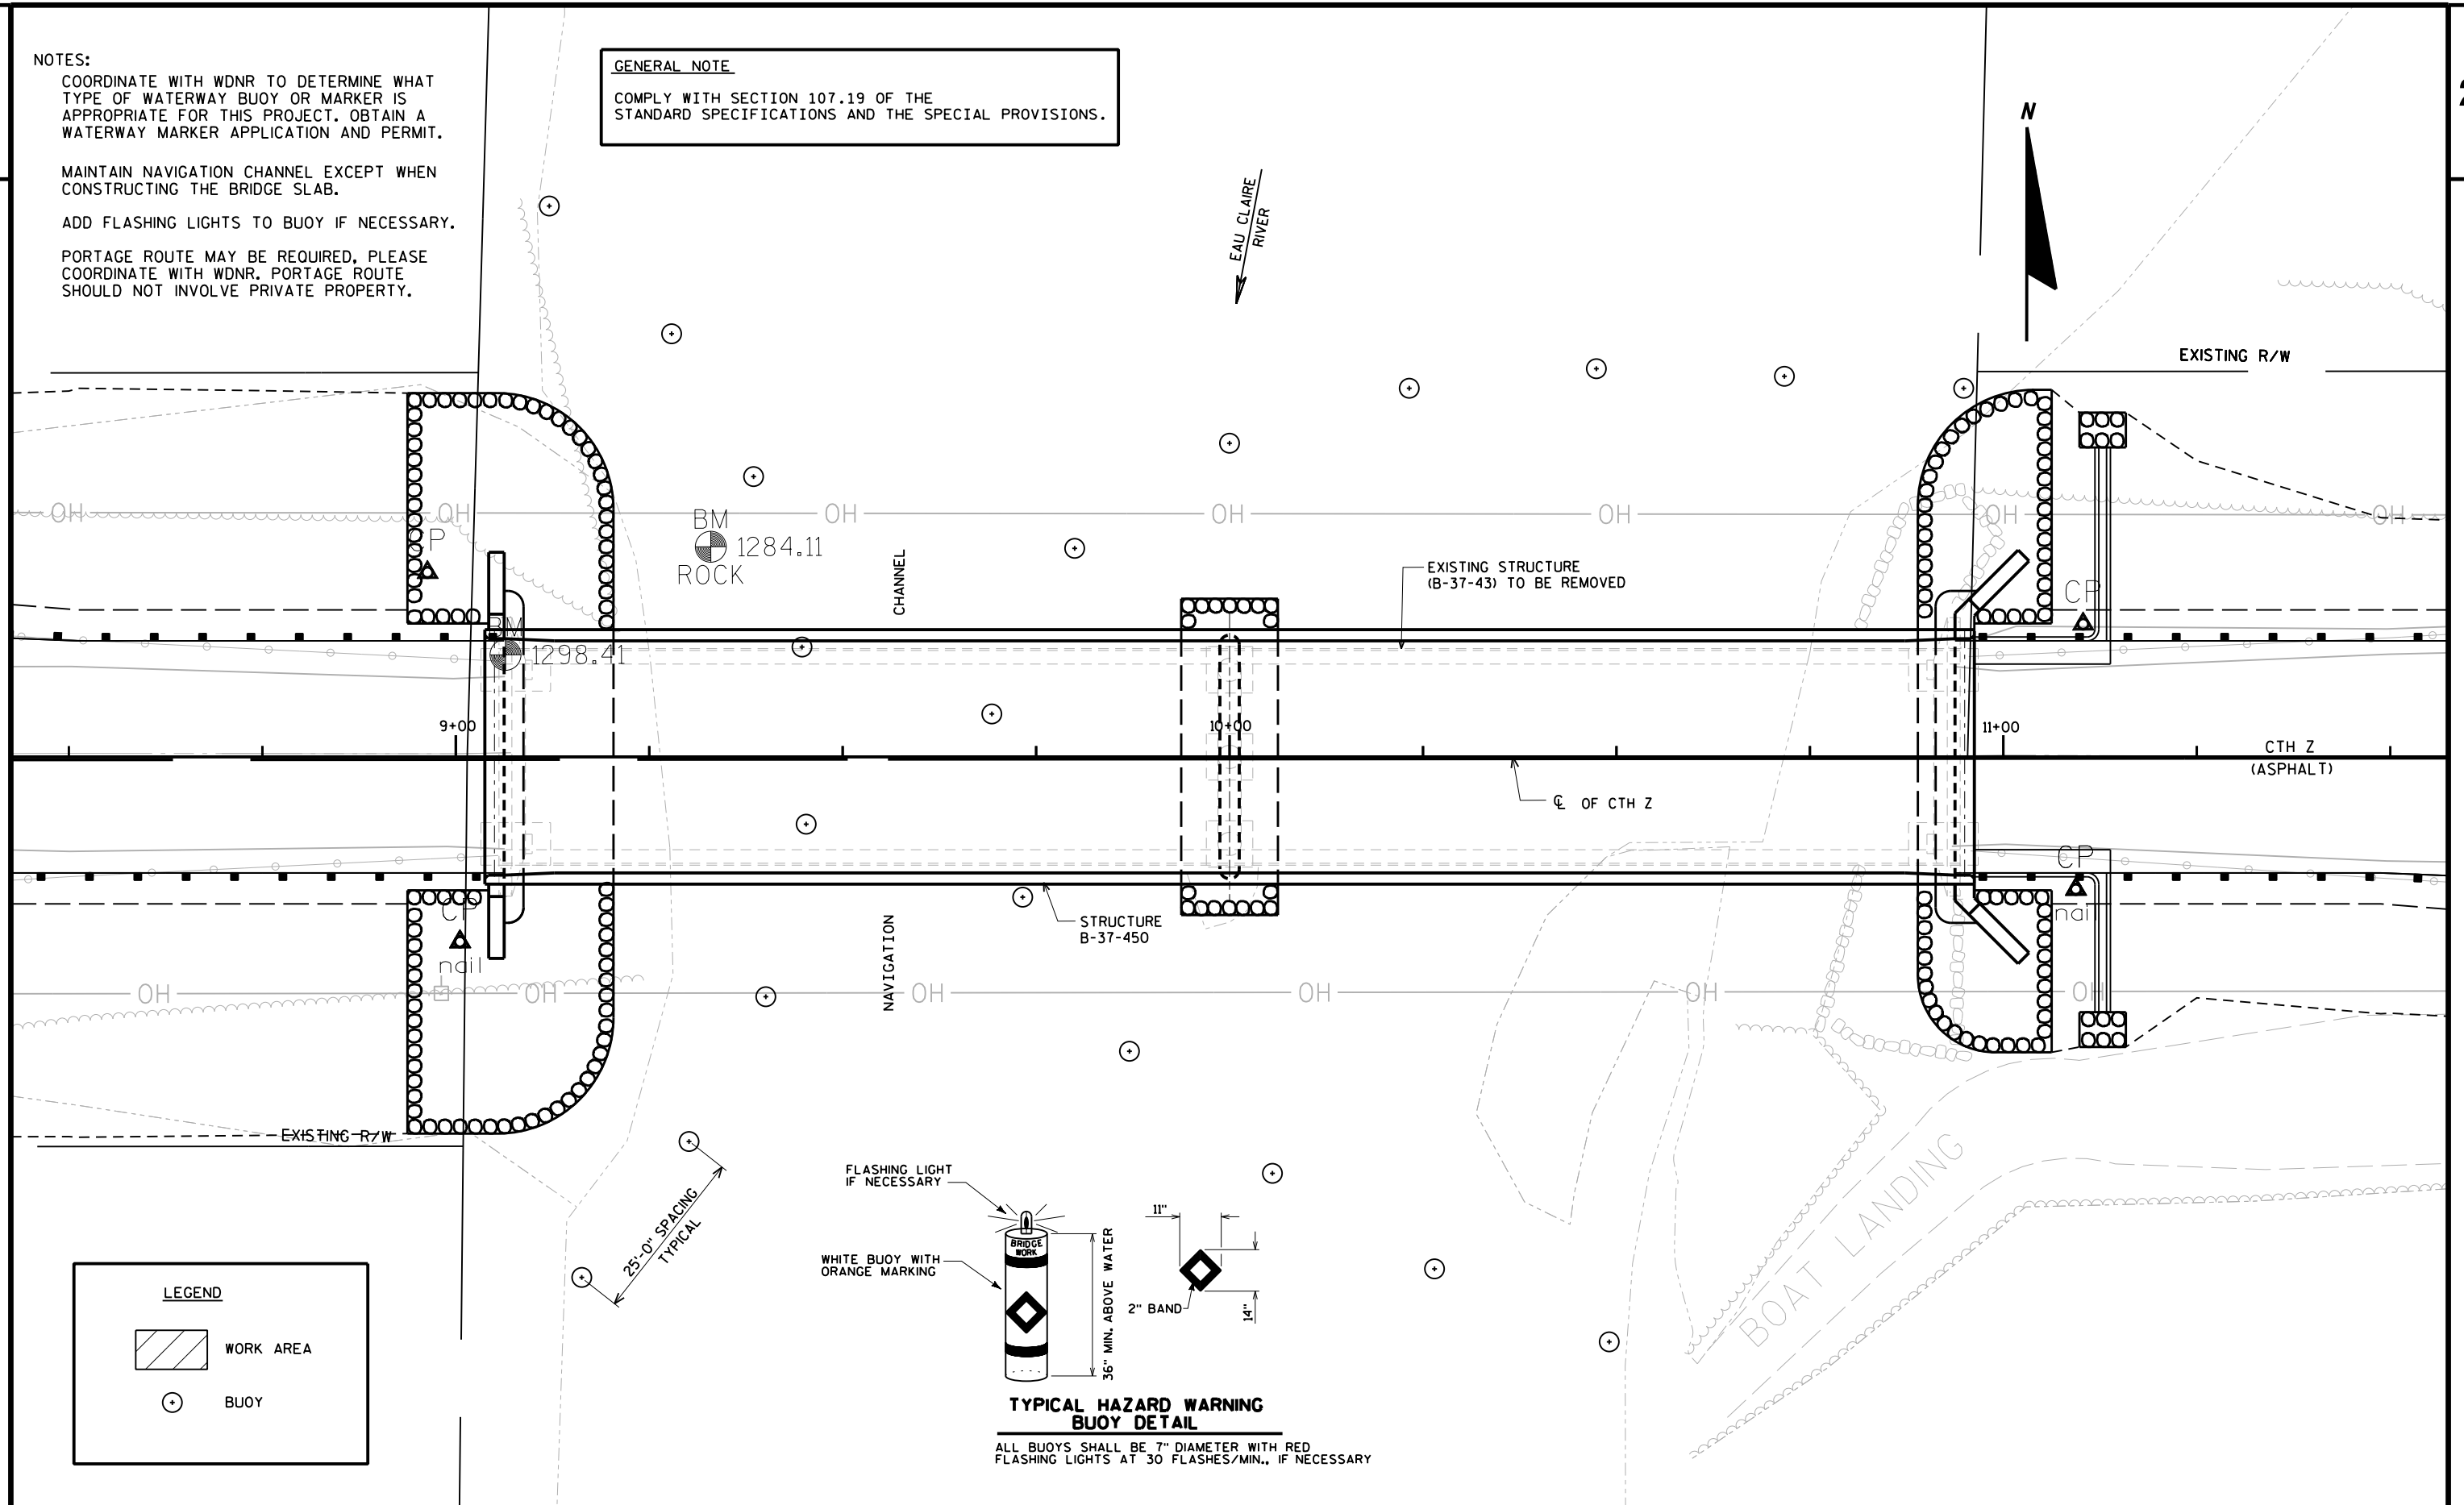 NOTES:
COORDINATE WITH WDNR TO DETERMINE WHAT
TYPE OF WATERWAY BUOY OR MARKER IS
APPROPRIATE FOR THIS PROJECT. OBTAIN A
WATERWAY MARKER APPLICATION AND PERMIT.
MAINTAIN NAVIGATION CHANNEL EXCEPT WHEN
CONSTRUCTING THE BRIDGE SLAB.
ADD FLASHING LIGHTS TO BUOY IF NECESSARY.
PORTAGE ROUTE MAY BE REQUIRED, PLEASE
COORDINATE WITH WDNR. PORTAGE ROUTE
SHOULD NOT INVOLVE PRIVATE PROPERTY.
GENERAL NOTE
COMPLY WITH SECTION 107.19 OF THE
STANDARD SPECIFICATIONS AND THE SPECIAL PROVISIONS.
N
EAU CLAIRE
RIVER
EXISTING R/W
OH
OH
OH
OH
OH
OH
OH
CP
BM
1284.11
ROCK
CHANNEL
EXISTING STRUCTURE
(B-37-43) TO BE REMOVED
CP
BM
1298.41
9+00
10+00
11+00
CTH Z
(ASPHALT)
℄ OF CTH Z
CP
nail
STRUCTURE
B-37-450
NAVIGATION
CP
nail
OH
OH
OH
OH
OH
OH
EXISTING R/W
25'-0" SPACING
TYPICAL
FLASHING LIGHT
IF NECESSARY
WHITE BUOY WITH
ORANGE MARKING
BRIDGE
WORK
36" MIN. ABOVE WATER
11"
14"
2" BAND
BOAT LANDING
LEGEND
WORK AREA
BUOY
TYPICAL HAZARD WARNING
BUOY DETAIL
ALL BUOYS SHALL BE 7" DIAMETER WITH RED
FLASHING LIGHTS AT 30 FLASHES/MIN., IF NECESSARY